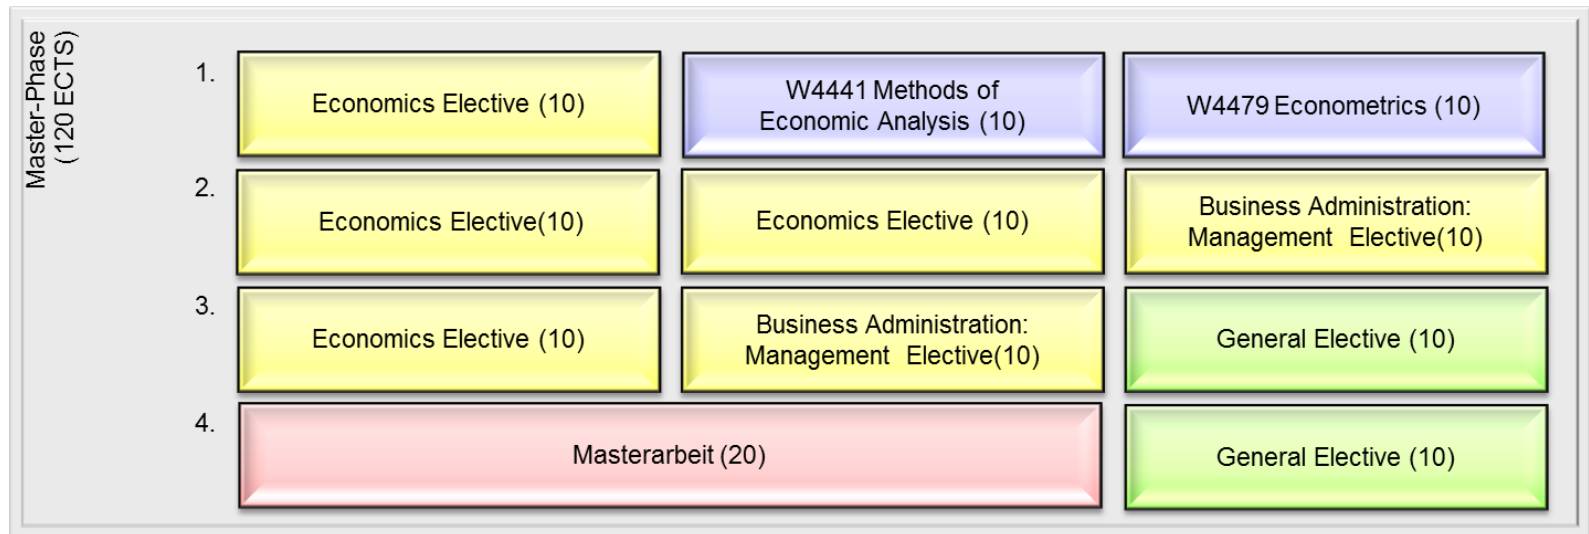 Master-Phase
(120 ECTS)
1.
Economics Elective (10)
W4441 Methods of
Economic Analysis (10)
W4479 Econometrics (10)
2.
Economics Elective(10)
Economics Elective (10)
Business Administration:
Management Elective(10)
3.
Economics Elective (10)
Business Administration:
Management Elective(10)
General Elective (10)
4.
Masterarbeit (20)
General Elective (10)